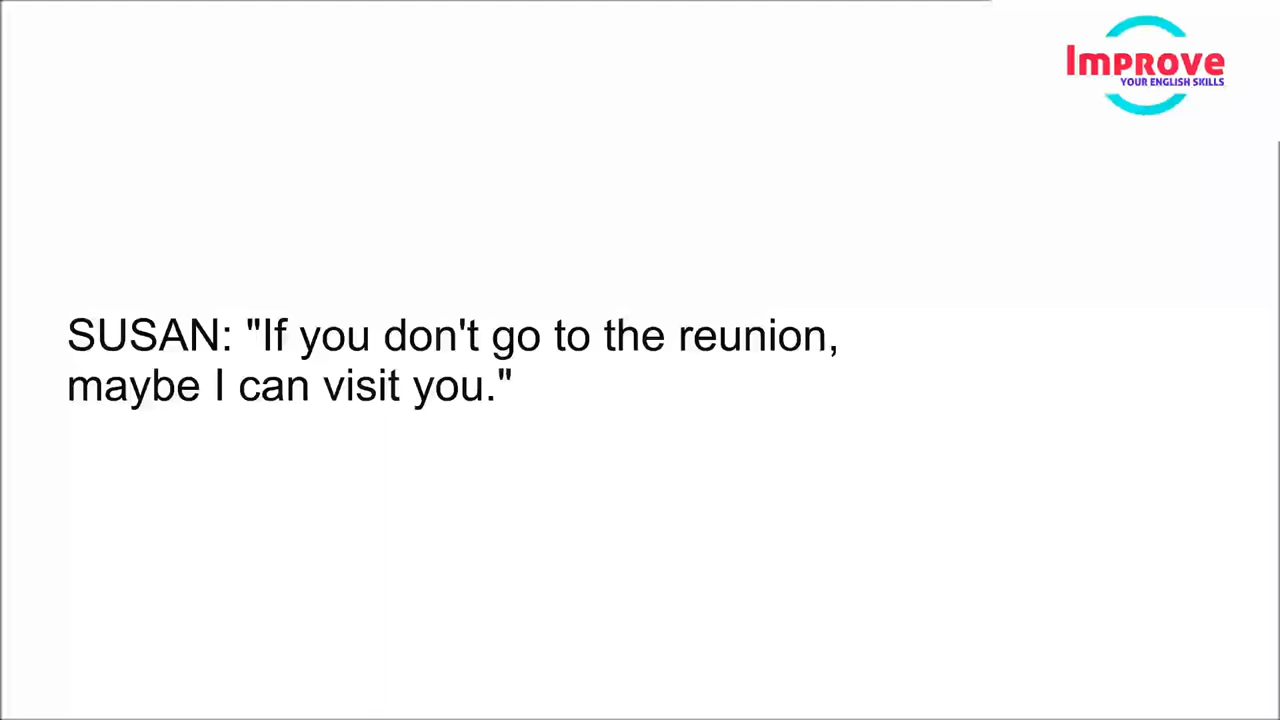 Improve
YOUR ENGLISH SKILLS
SUSAN: "If you don't go to the reunion,
maybe I can visit you."